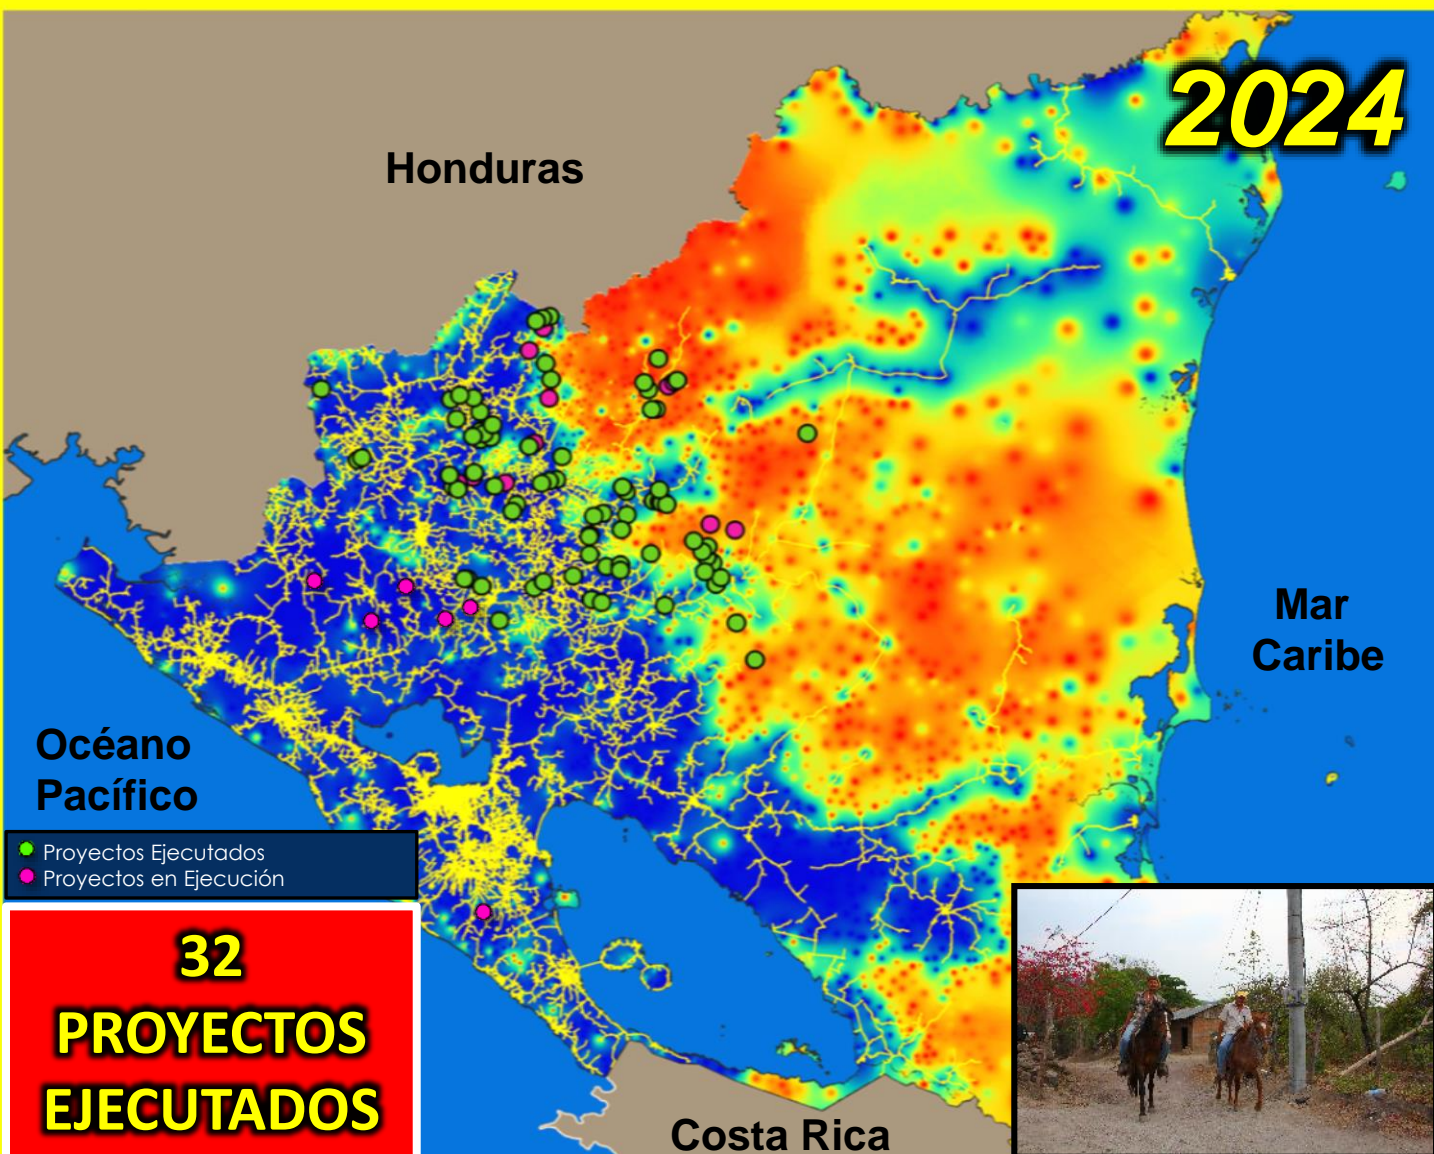 2024
Honduras
Mar
Caribe
Océano
Pacífico
Proyectos Ejecutados
Proyectos en Ejecución
32
PROYECTOS
EJECUTADOS
Costa Rica